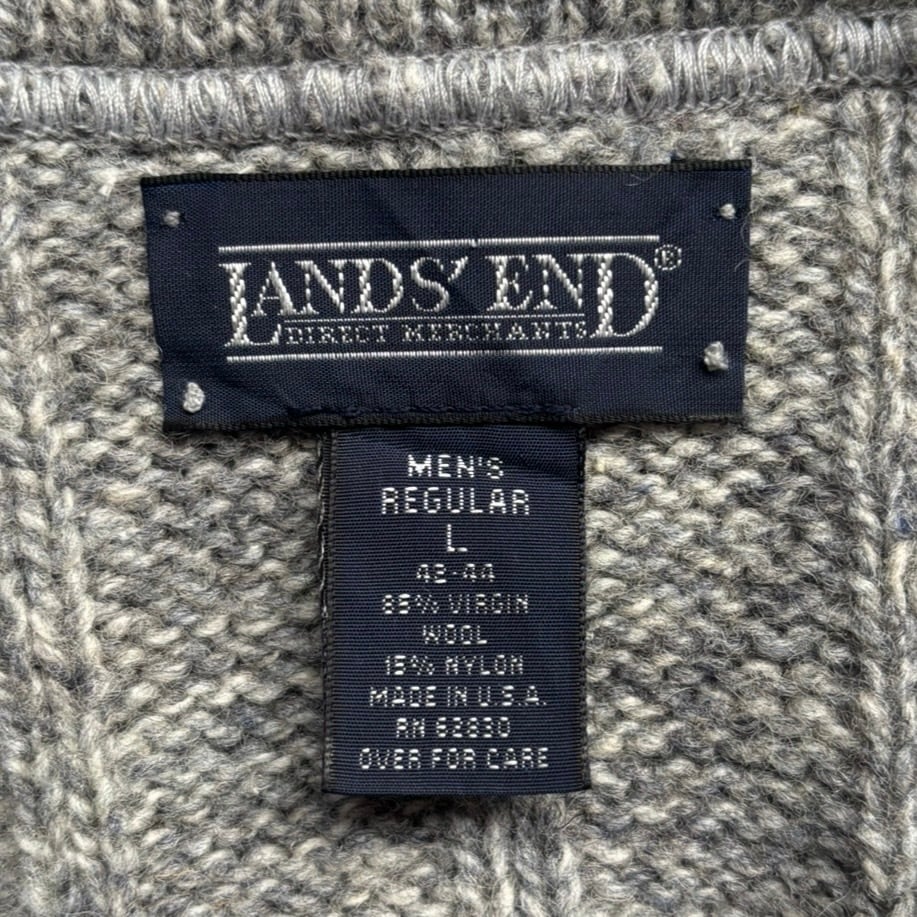 LANDS' END®
DIRECT MERCHANTS
MEN'S
REGULAR
L
42-44
85% VIRGIN
WOOL
15% NYLON
MADE IN U.S.A.
RN 62830
OVER FOR CARE